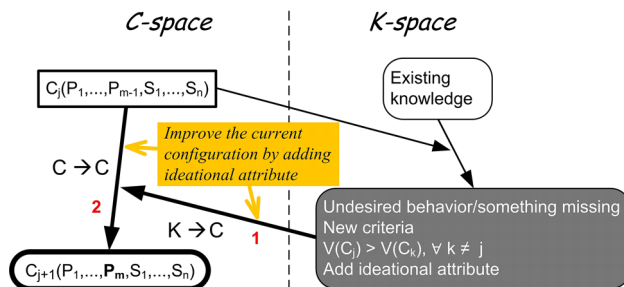 C-space
K-space
Cj(P1,...,Pm-1,S1,...,Sn)
Existing
knowledge
Improve the current
configuration by adding
ideational attribute
C → C
2
K → C
1
Undesired behavior/something missing
New criteria
V(Cj) > V(Ck), ∀ k ≠ j
Add ideational attribute
Cj+1(P1,...,Pm,S1,...,Sn)